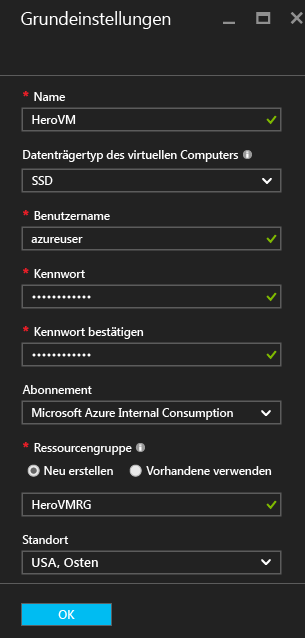 Grundeinstellungen
* Name
HeroVM
Datenträgertyp des virtuellen Computers
SSD
* Benutzername
azureuser
* Kennwort
••••••••••••
* Kennwort bestätigen
••••••••••••
Abonnement
Microsoft Azure Internal Consumption
* Ressourcengruppe
Neu erstellen Vorhandene verwenden
HeroVMRG
Standort
USA, Osten
OK